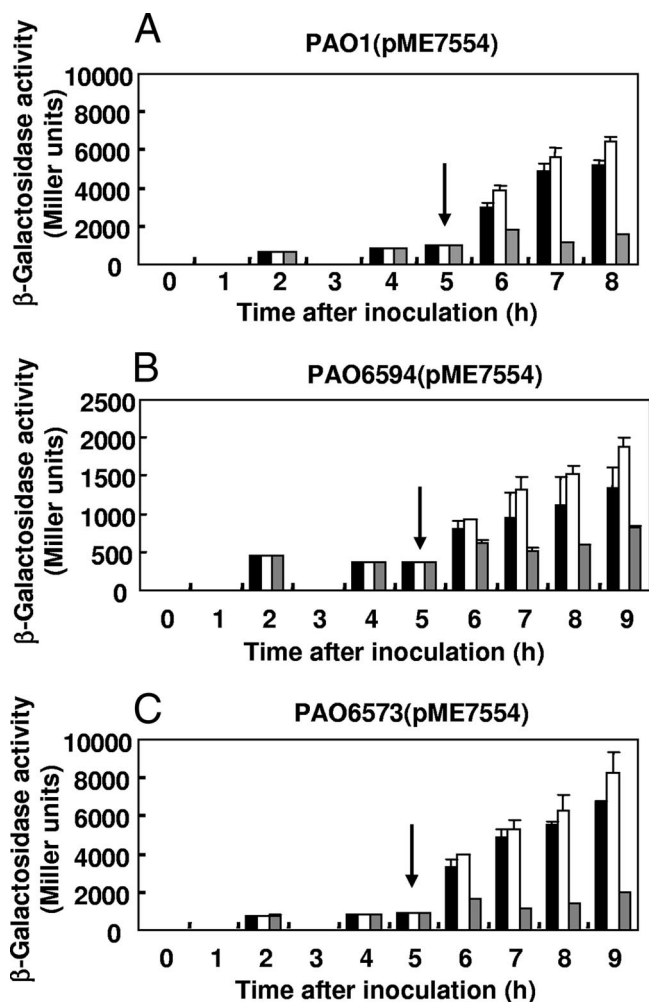 A
PAO1(pME7554)
β-Galactosidase activity
(Miller units)
10000
8000
6000
4000
2000
0
0 1 2 3 4 5 6 7 8
Time after inoculation (h)
B
PAO6594(pME7554)
β-Galactosidase activity
(Miller units)
2500
2000
1500
1000
500
0
0 1 2 3 4 5 6 7 8 9
Time after inoculation (h)
C
PAO6573(pME7554)
β-Galactosidase activity
(Miller units)
10000
8000
6000
4000
2000
0
0 1 2 3 4 5 6 7 8 9
Time after inoculation (h)